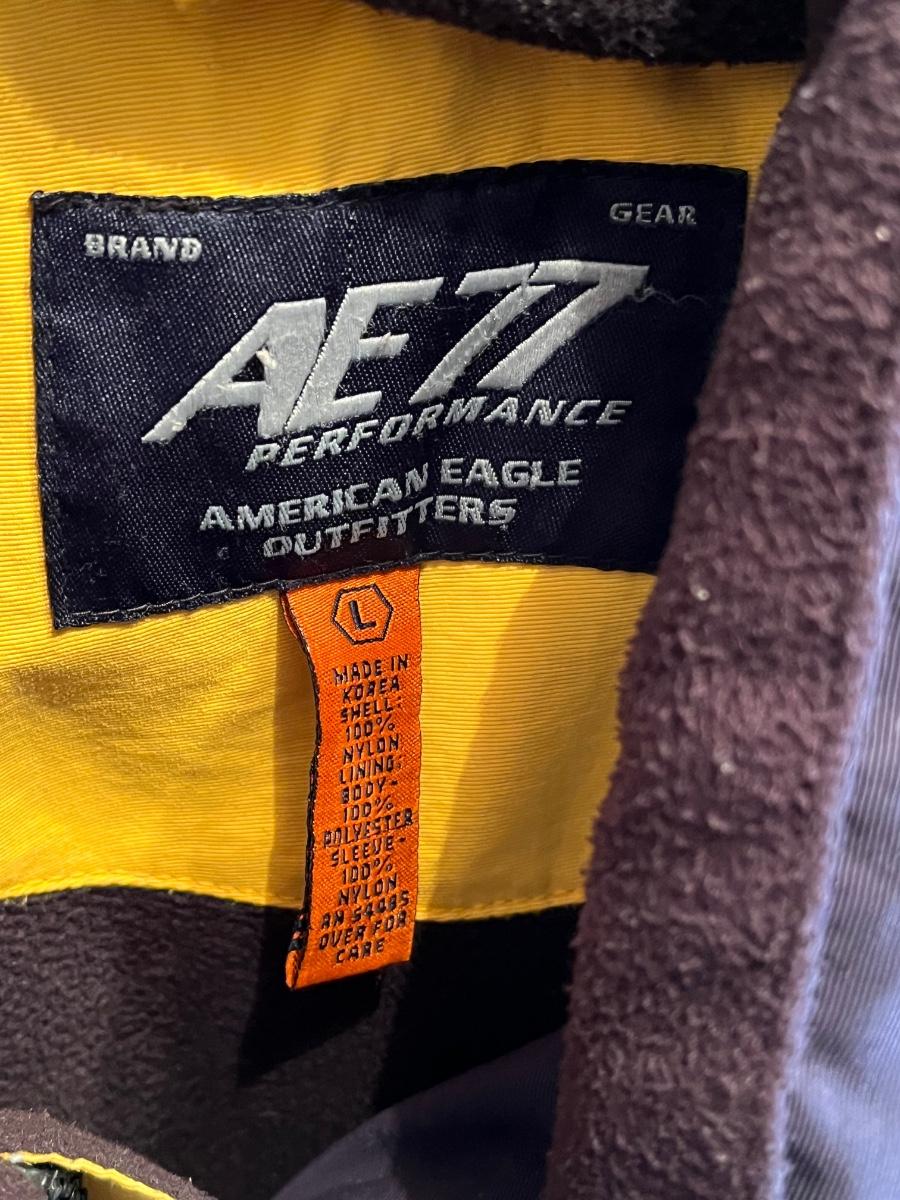 BRAND
GEAR
AE77
PERFORMANCE
AMERICAN EAGLE
OUTFITTERS
L
MADE IN
KOREA
SHELL:
100%
NYLON
LINING:
BODY-
100%
POLYESTER
SLEEVE-
100%
NYLON
RN 54085
OVER FOR
CARE